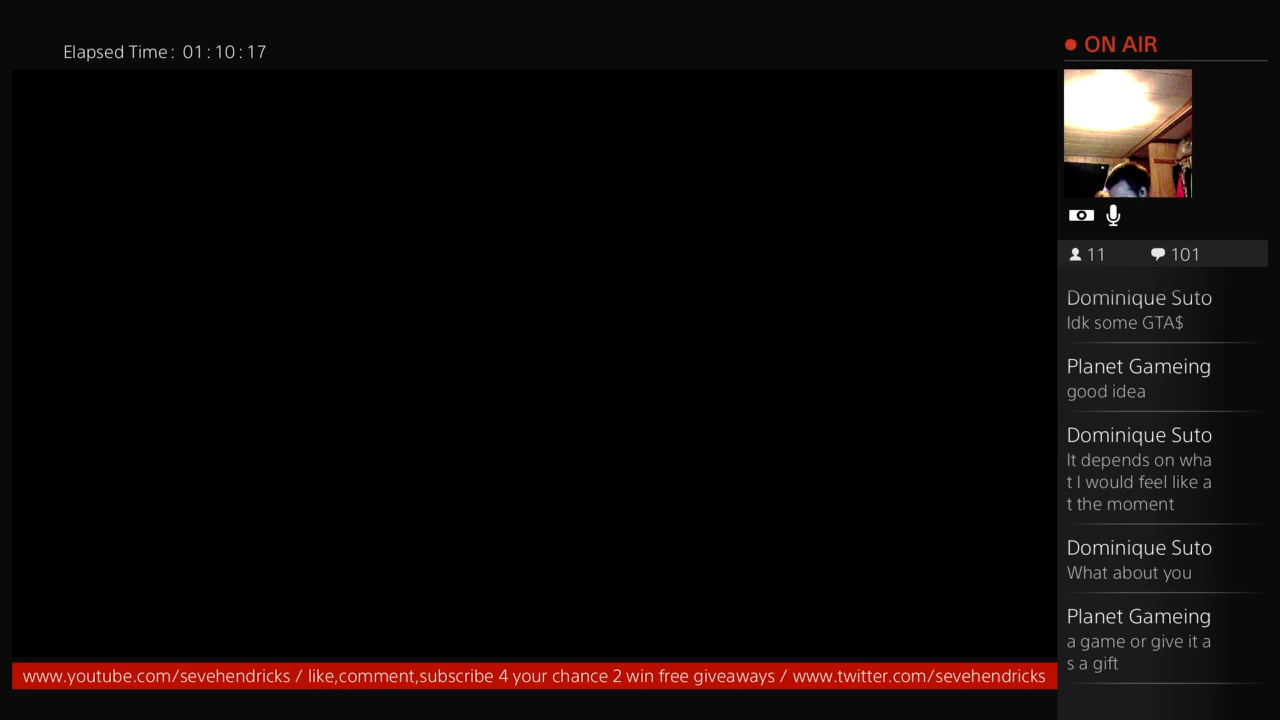 Elapsed Time: 01:10:17
ON AIR
11 101
Dominique Suto
Idk some GTA$
Planet Gameing
good idea
Dominique Suto
It depends on wha
t I would feel like a
t the moment
Dominique Suto
What about you
Planet Gameing
a game or give it a
s a gift
www.youtube.com/sevehendricks / like,comment,subscribe 4 your chance 2 win free giveaways / www.twitter.com/sevehendricks